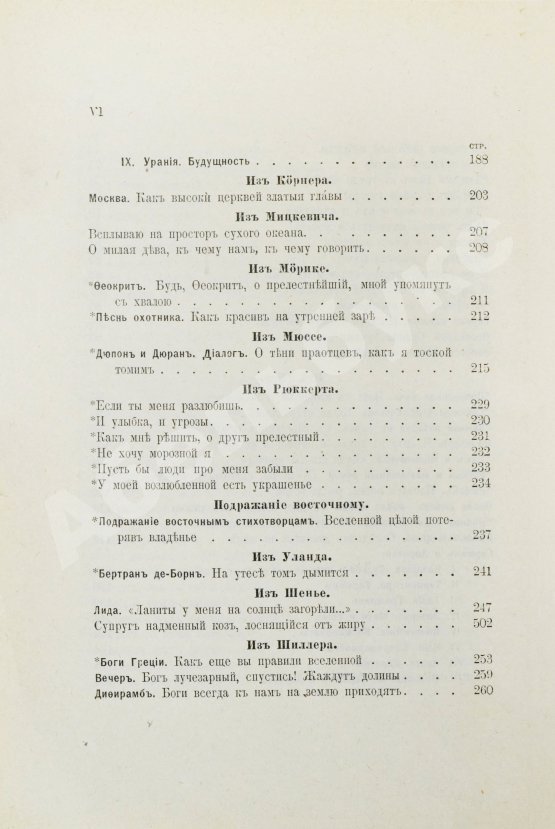 VI
СТР.
IX. Уранія. Будущность . . . . . . . . . . . . . 188
Изъ Кöрнера.
Москва. Какъ высоки церквей златыя главы . . . . . . . 203
Изъ Мицкевича.
Всплываю на просторъ сухого океана. . . . . . . . . . 207
О милая дѣва, къ чему намъ, къ чему говорить . . . . . . 208
Изъ Мöрике.
*Ѳеокритъ. Будь, Ѳеокритъ, о прелестнѣйшій, мной упомянутъ
съ хвалою . . . . . . . . . . . . . . . . . . 211
*Пѣснь охотника. Какъ красивъ на утренней зарѣ . . . . . 212
Изъ Мюссе.
*Дюпон и Дюран. Діалогъ. О тѣни праотцевъ, какъ я тоской
томимъ . . . . . . . . . . . . . . . . . . . 215
Изъ Рюккерта.
*Если ты меня разлюбишь. . . . . . . . . . . . . . 229
*И улыбка, и угрозы . . . . . . . . . . . . . . . 230
*Какъ мнѣ рѣшить, о другъ прелестный . . . . . . . . . 231
*Не хочу морозной я . . . . . . . . . . . . . . . 232
*Пусть бы люди про меня забыли . . . . . . . . . . . 233
*У моей возлюбленной есть украшенье . . . . . . . . . 234
Подражаніе восточному.
*Подражаніе восточнымъ стихотворцамъ. Вселенной цѣлой поте-
рявъ владѣнье . . . . . . . . . . . . . . . . 237
Изъ Уланда.
*Бертран де-Борнъ. На утесѣ томъ дымится . . . . . . . 241
Изъ Шенье.
Лида. «Ланиты у меня на солнцѣ загорѣли...» . . . . . . 247
Супругъ надменный козъ, лоснящійся отъ жиру . . . . . . 502
Изъ Шиллера.
*Боги Греціи. Какъ еще вы правили вселенной . . . . . . 253
Вечеръ. Богъ лучезарный, спустись! Жаждутъ долины . . . . 259
Диѳирамбъ. Боги всегда къ намъ на землю приходятъ. . . . 260